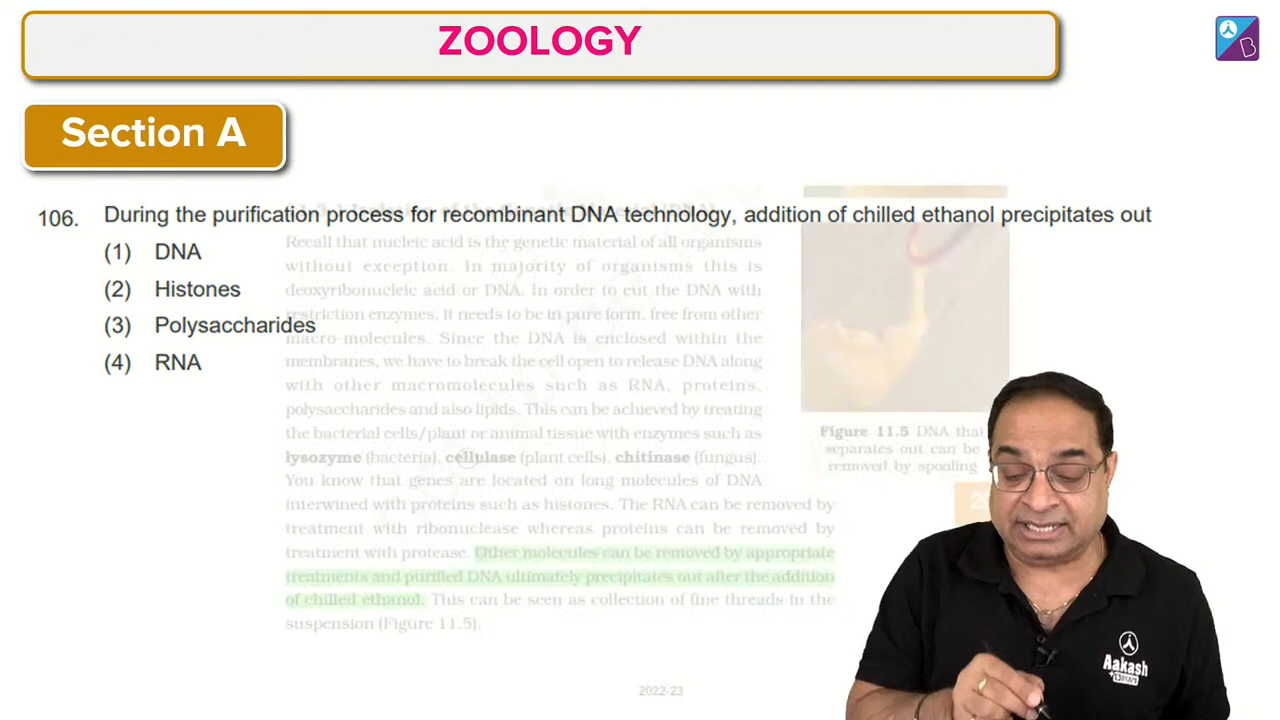 ZOOLOGY
Section A
106. During the purification process for recombinant DNA technology, addition of chilled ethanol precipitates out
(1) DNA
(2) Histones
(3) Polysaccharides
(4) RNA
Isolation of the Genetic Material (DNA)
Recall that nucleic acid is the genetic material of all organisms
without exception. In majority of organisms this is
deoxyribonucleic acid or DNA. In order to cut the DNA with
restriction enzymes, it needs to be in pure form, free from other
macro-molecules. Since the DNA is enclosed within the
membranes, we have to break the cell open to release DNA along
with other macromolecules such as RNA, proteins,
polysaccharides and also lipids. This can be achieved by treating
the bacterial cells/plant or animal tissue with enzymes such as
lysozyme (bacteria), cellulase (plant cells), chitinase (fungus).
You know that genes are located on long molecules of DNA
interwined with proteins such as histones. The RNA can be removed by
treatment with ribonuclease whereas proteins can be removed by
treatment with protease. Other molecules can be removed by appropriate
treatments and purified DNA ultimately precipitates out after the addition
of chilled ethanol. This can be seen as collection of fine threads in the
suspension (Figure 11.5).
Figure 11.5 DNA that
separates out can be
removed by spooling
2022-23
Aakash